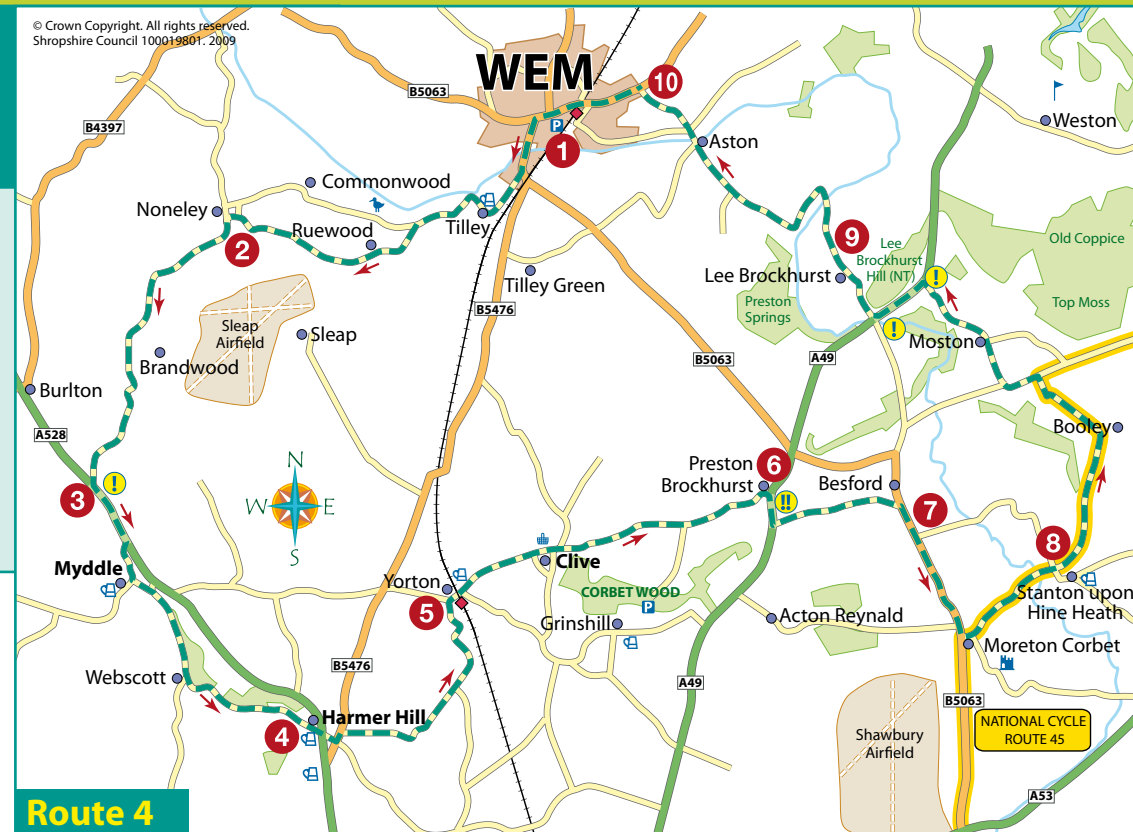 © Crown Copyright. All rights reserved.
Shropshire Council 100019801. 2009
WEM
10
B5063
Weston
B4397
P
1
Aston
Commonwood
Noneley
Ruewood
Tilley
2
9
Lee
Brockhurst
Hill (NT)
Old Coppice
Lee Brockhurst
!
Tilley Green
Preston
Springs
Top Moss
B5476
Sleap
Airfield
Sleap
!
Moston
Brandwood
B5063
A49
Burlton
Booley
A528
N
Preston
Brockhurst
6
Besford
3
!
W
E
!!
7
S
8
Myddle
Clive
Yorton
CORBET WOOD
P
Stanton upon
Hine Heath
5
Grinshill
Acton Reynald
Moreton Corbet
B5476
Webscott
A49
B5063
Harmer Hill
NATIONAL CYCLE
ROUTE 45
4
Shawbury
Airfield
A53
Route 4